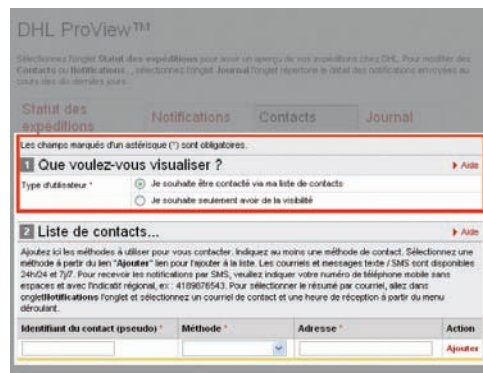 DHL ProView™
Sélectionnez l'onglet Statut des expéditions pour avoir un aperçu de vos expéditions chez DHL. Pour modifier des
Contacts ou Notifications, , sélectionnez l'onglet Journal l'onglet répertorie le détail des notifications envoyées au
cours des dix derniers jours.
Statut des
expeditions
Notifications
Contacts
Journal
Les champs marqués d'un astérisque (*) sont obligatoires.
1 Que voulez-vous visualiser ?
Aide
Type d'utilisateur *
Je souhaite être contacté via ma liste de contacts
Je souhaite seulement avoir de la visibilité
2 Liste de contacts...
Aide
Ajoutez ici les méthodes à utiliser pour vous contacter. Indiquez au moins une méthode de contact. Sélectionnez une
méthode à partir du lien "Ajouter" lien pour l'ajouter à la liste. Les courriels et messages texte / SMS sont disponibles
24h/24 et 7j/7. Pour recevoir les notifications par SMS, veuillez indiquer votre numéro de téléphone mobile sans
espaces et avec l'indicatif régional, ex : 4189876543. Pour sélectionner le résumé par courriel, allez dans
ongletNotifications l'onglet et sélectionnez un courriel de contact et une heure de réception à partir du menu
déroulant.
Identifiant du contact (pseudo) * Méthode * Adresse * Action
Ajouter